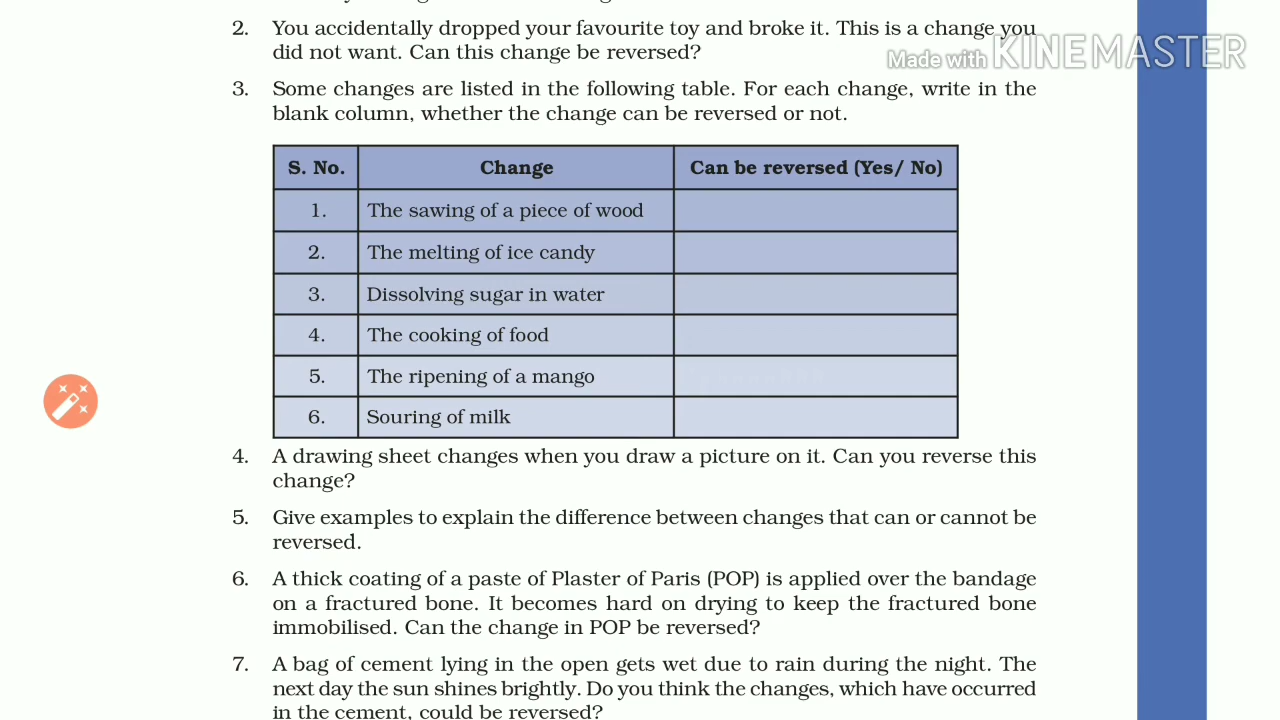 2. You accidentally dropped your favourite toy and broke it. This is a change you
did not want. Can this change be reversed?
Made with KINEMASTER
3. Some changes are listed in the following table. For each change, write in the
blank column, whether the change can be reversed or not.
S. No. Change Can be reversed (Yes/ No)
1. The sawing of a piece of wood
2. The melting of ice candy
3. Dissolving sugar in water
4. The cooking of food
5. The ripening of a mango
6. Souring of milk
4. A drawing sheet changes when you draw a picture on it. Can you reverse this
change?
5. Give examples to explain the difference between changes that can or cannot be
reversed.
6. A thick coating of a paste of Plaster of Paris (POP) is applied over the bandage
on a fractured bone. It becomes hard on drying to keep the fractured bone
immobilised. Can the change in POP be reversed?
7. A bag of cement lying in the open gets wet due to rain during the night. The
next day the sun shines brightly. Do you think the changes, which have occurred
in the cement, could be reversed?